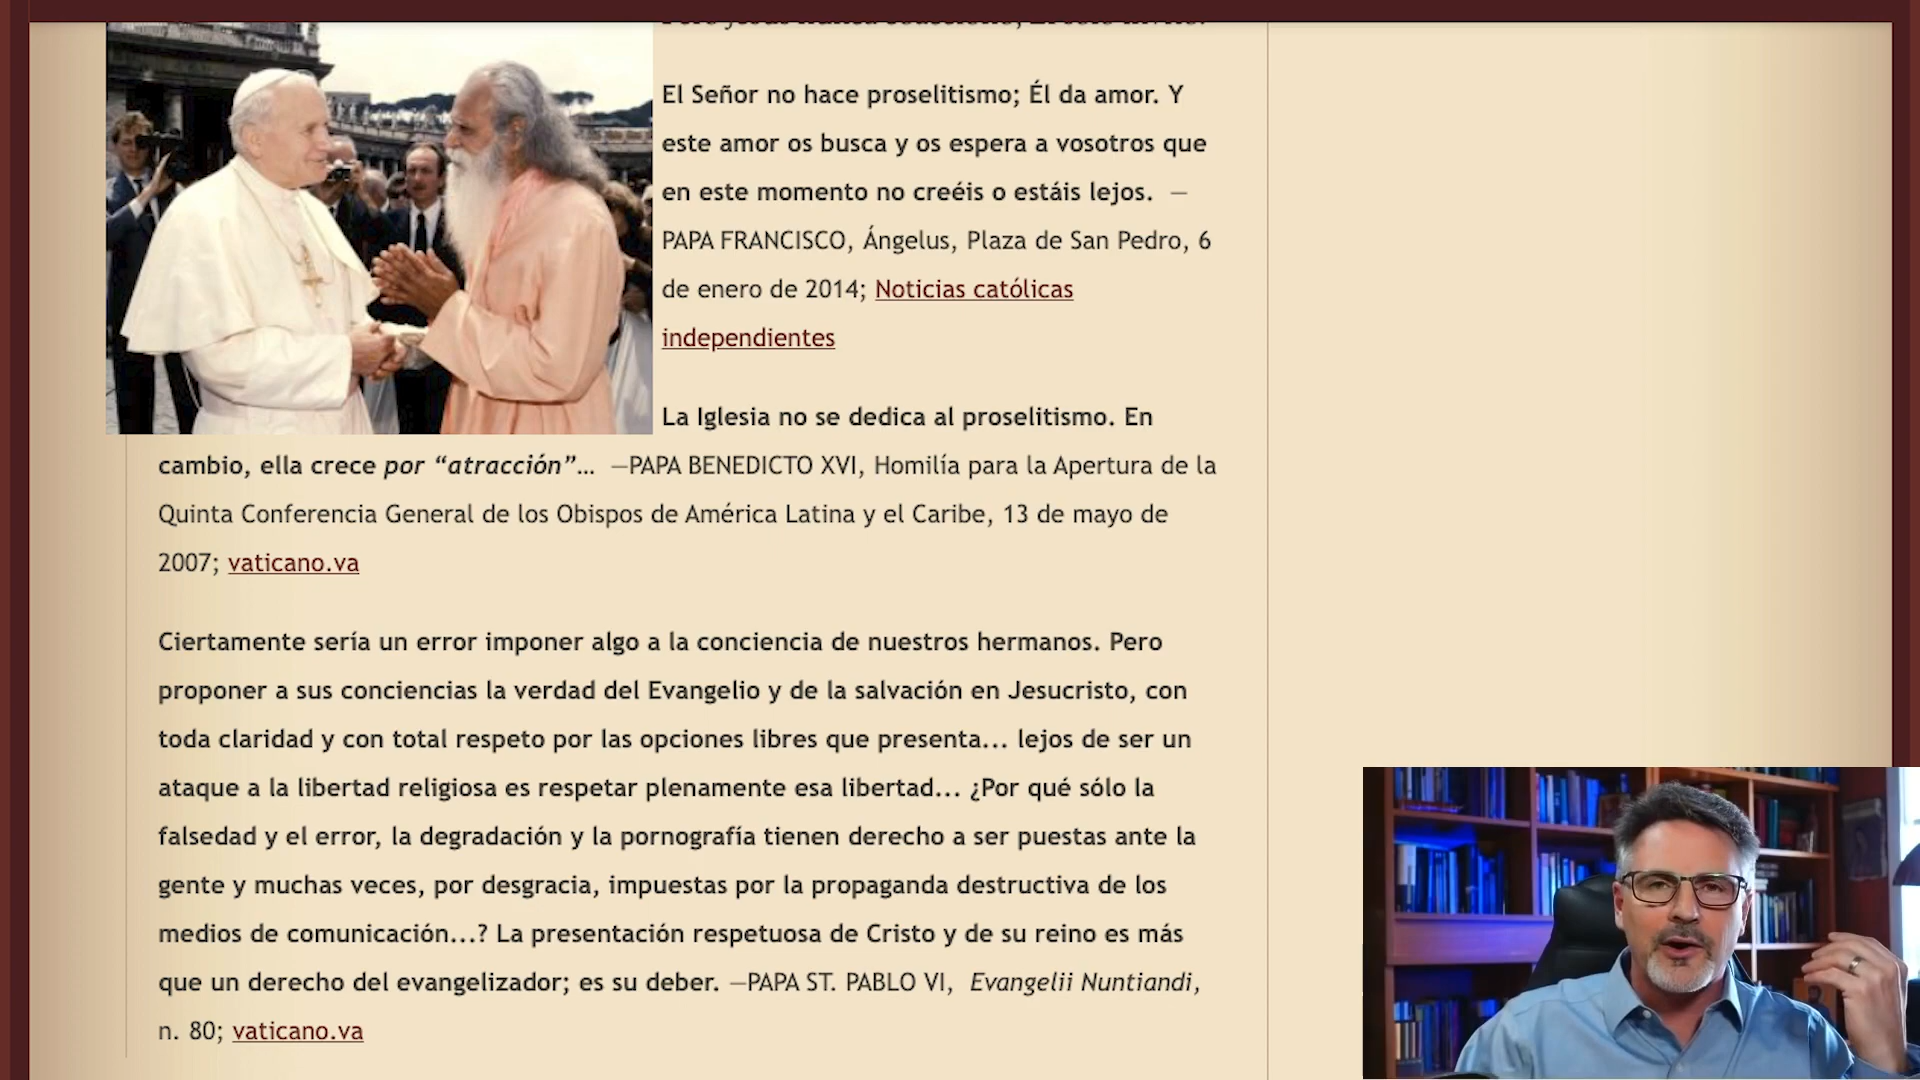 El Señor no hace proselitismo; Él da amor. Y
este amor os busca y os espera a vosotros que
en este momento no creéis o estáis lejos. —
PAPA FRANCISCO, Ángelus, Plaza de San Pedro, 6
de enero de 2014; Noticias católicas
independientes
La Iglesia no se dedica al proselitismo. En
cambio, ella crece por “atracción”... —PAPA BENEDICTO XVI, Homilía para la Apertura de la
Quinta Conferencia General de los Obispos de América Latina y el Caribe, 13 de mayo de
2007; vaticano.va
Ciertamente sería un error imponer algo a la conciencia de nuestros hermanos. Pero
proponer a sus conciencias la verdad del Evangelio y de la salvación en Jesucristo, con
toda claridad y con total respeto por las opciones libres que presenta... lejos de ser un
ataque a la libertad religiosa es respetar plenamente esa libertad... ¿Por qué sólo la
falsedad y el error, la degradación y la pornografía tienen derecho a ser puestas ante la
gente y muchas veces, por desgracia, impuestas por la propaganda destructiva de los
medios de comunicación...? La presentación respetuosa de Cristo y de su reino es más
que un derecho del evangelizador; es su deber. —PAPA ST. PABLO VI, Evangelii Nuntiandi,
n. 80; vaticano.va